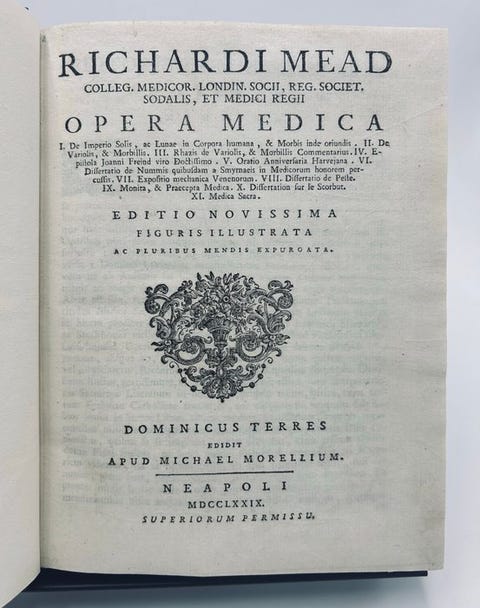 RICHARDI MEAD
COLLEG. MEDICOR. LONDIN. SOCII, REG. SOCIET.
SODALIS, ET MEDICI REGII
OPERA MEDICA
I. De Imperio Solis, ac Lunae in Corpora humana, & Morbis inde oriundis. II. De
Variolis, & Morbillis. III. Rhazis de Variolis, & Morbillis Commentarius. IV. E-
pistola Joanni Freind viro Doctissimo. V. Oratio Anniversaria Harvejana. VI.
Dissertatio de Nummis quibusdam a Smyrnaeis in Medicorum honorem per-
cussis. VII. Expositio mechanica Venenorum. VIII. Dissertatio de Peste.
IX. Monita, & Praecepta Medica. X. Dissertation sur le Scorbut.
XI. Medica Sacra.
EDITIO NOVISSIMA
FIGURIS ILLUSTRATA
AC PLURIBUS MENDIS EXPURGATA.
DOMINICUS TERRES
EDIDIT
APUD MICHAEL MORELLIUM.
NEAPOLI
MDCCLXXIX.
SUPERIORUM PERMISSU.